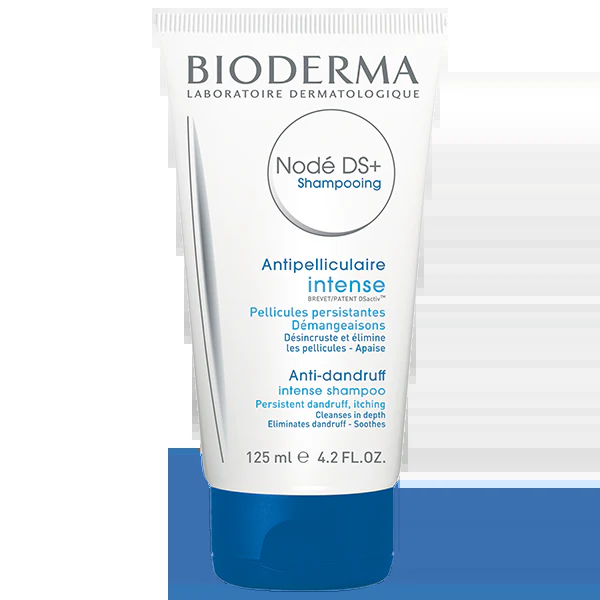 BIODERMA
LABORATOIRE DERMATOLOGIQUE
Nodé DS+
Shampooing
Antipelliculaire
intense
BREVET/PATENT DSactiv™
Pellicules persistantes
Démangeaisons
Désincruste et élimine
les pellicules - Apaise
Anti-dandruff
intense shampoo
Persistent dandruff, itching
Cleanses in depth
Eliminates dandruff - Soothes
125 ml ℮ 4.2 FL.OZ.